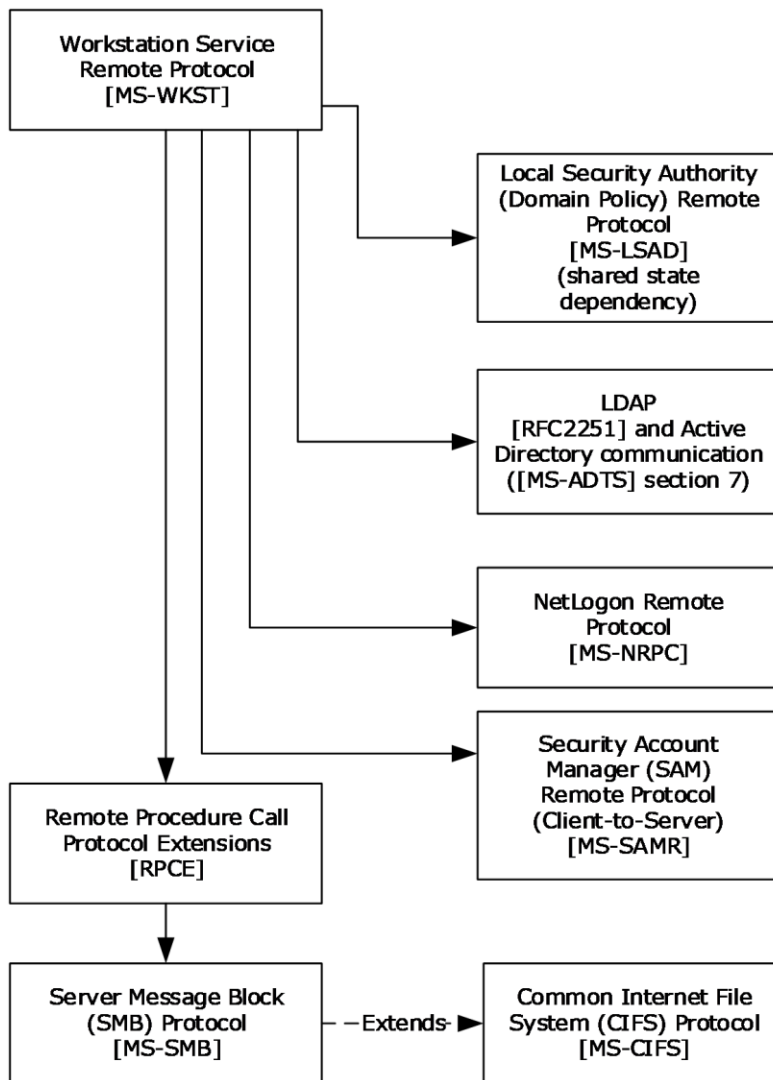 Workstation Service
Remote Protocol
[MS-WKST]
Local Security Authority
(Domain Policy) Remote
Protocol
[MS-LSAD]
(shared state
dependency)
LDAP
[RFC2251] and Active
Directory communication
([MS-ADTS] section 7)
NetLogon Remote
Protocol
[MS-NRPC]
Security Account
Manager (SAM)
Remote Protocol
(Client-to-Server)
[MS-SAMR]
Remote Procedure Call
Protocol Extensions
[RPCE]
Server Message Block
(SMB) Protocol
[MS-SMB]
Extends
Common Internet File
System (CIFS) Protocol
[MS-CIFS]